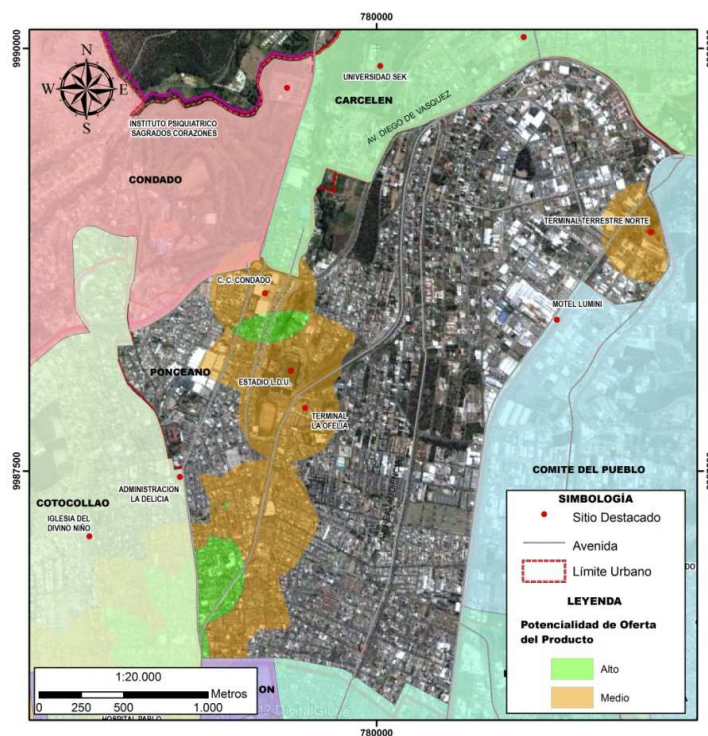 780000
9990000
N
W E
S
UNIVERSIDAD SEK
CARCELEN
AV. DIEGO DE VASQUEZ
INSTITUTO PSIQUIATRICO
SAGRADOS CORAZONES
CONDADO
TERMINAL TERRESTRE NORTE
C. C. CONDADO
MOTEL LUMINI
PONCEANO
ESTADIO L.D.U.
TERMINAL
LA OFELIA
9987500
COMITE DEL PUEBLO
ADMINISTRACION
LA DELICIA
COTOCOLLAO
IGLESIA DEL
DIVINO NIÑO
SIMBOLOGÍA
Sitio Destacado
Avenida
Límite Urbano
LEYENDA
Potencialidad de Oferta
del Producto
Alto
Medio
1:20.000
Metros
0 250 500 1.000
ON
HOSPITAL PABLO
780000